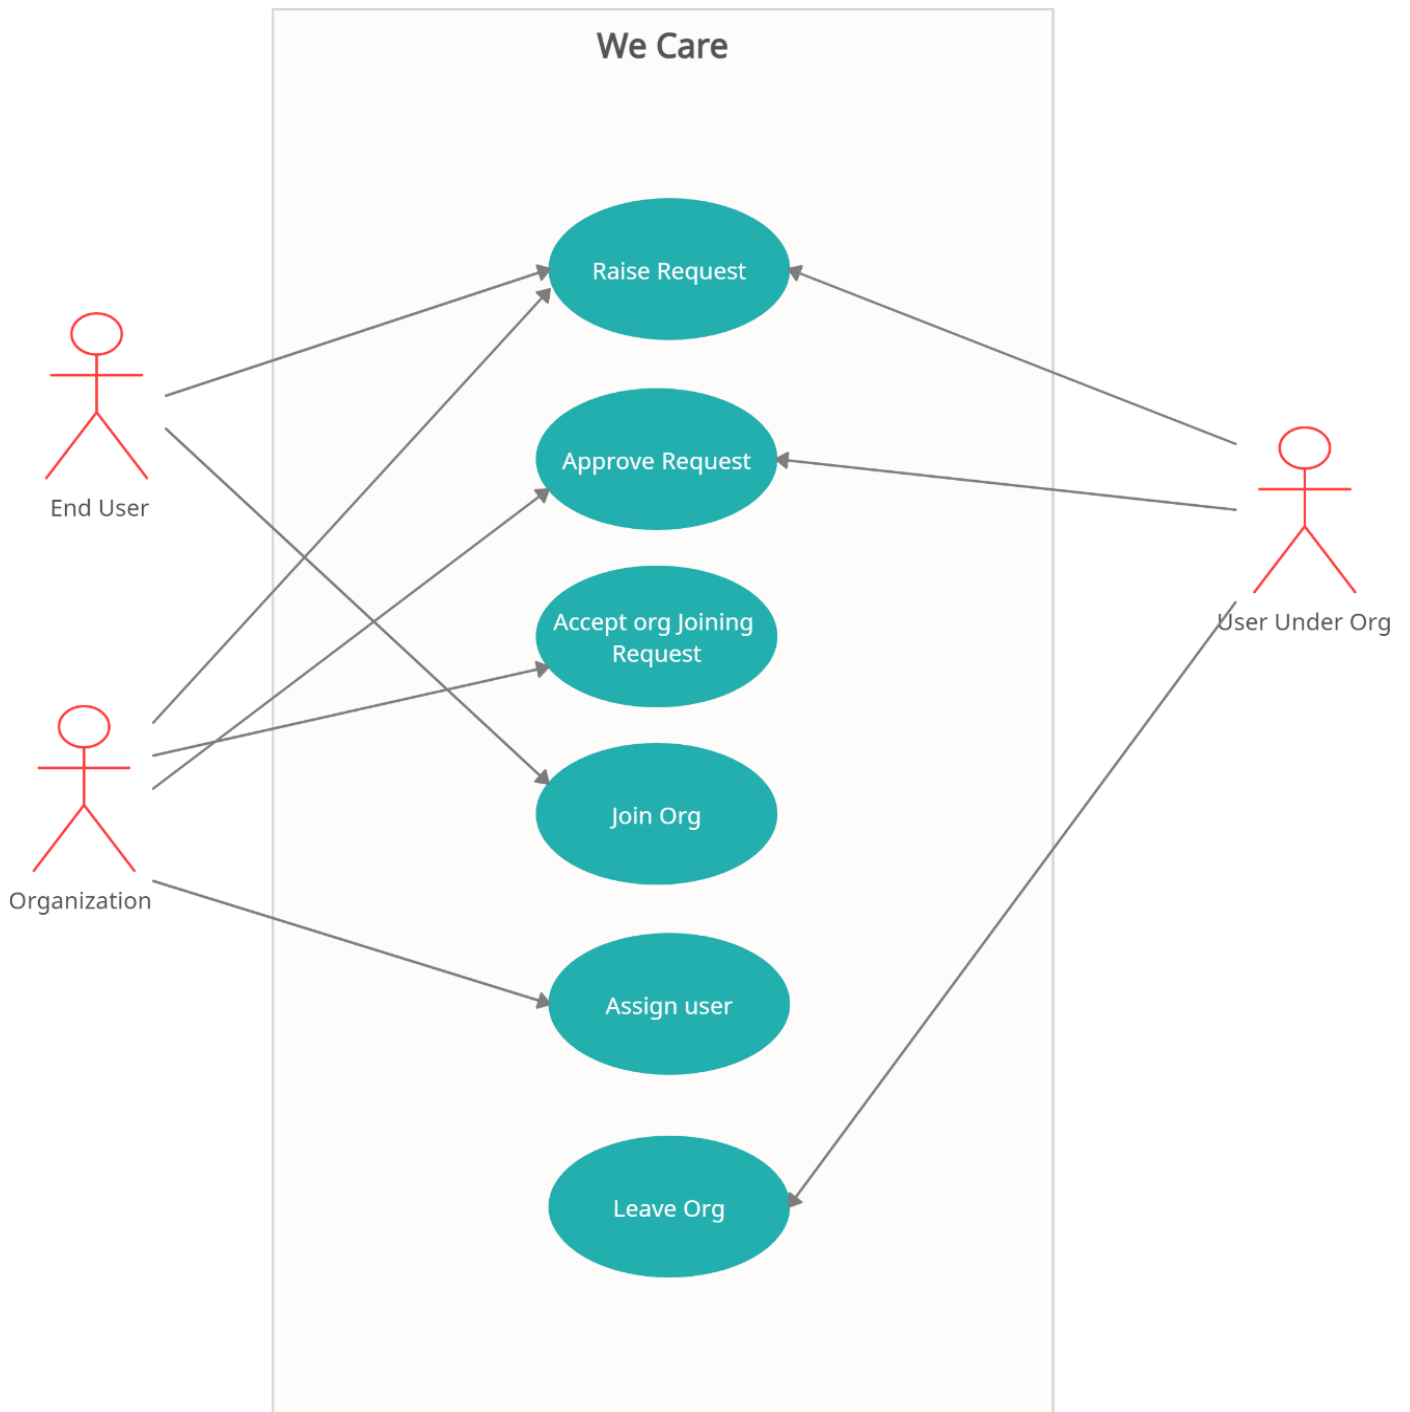 We Care
Raise Request
Approve Request
End User
Accept org Joining
Request
User Under Org
Join Org
Organization
Assign user
Leave Org